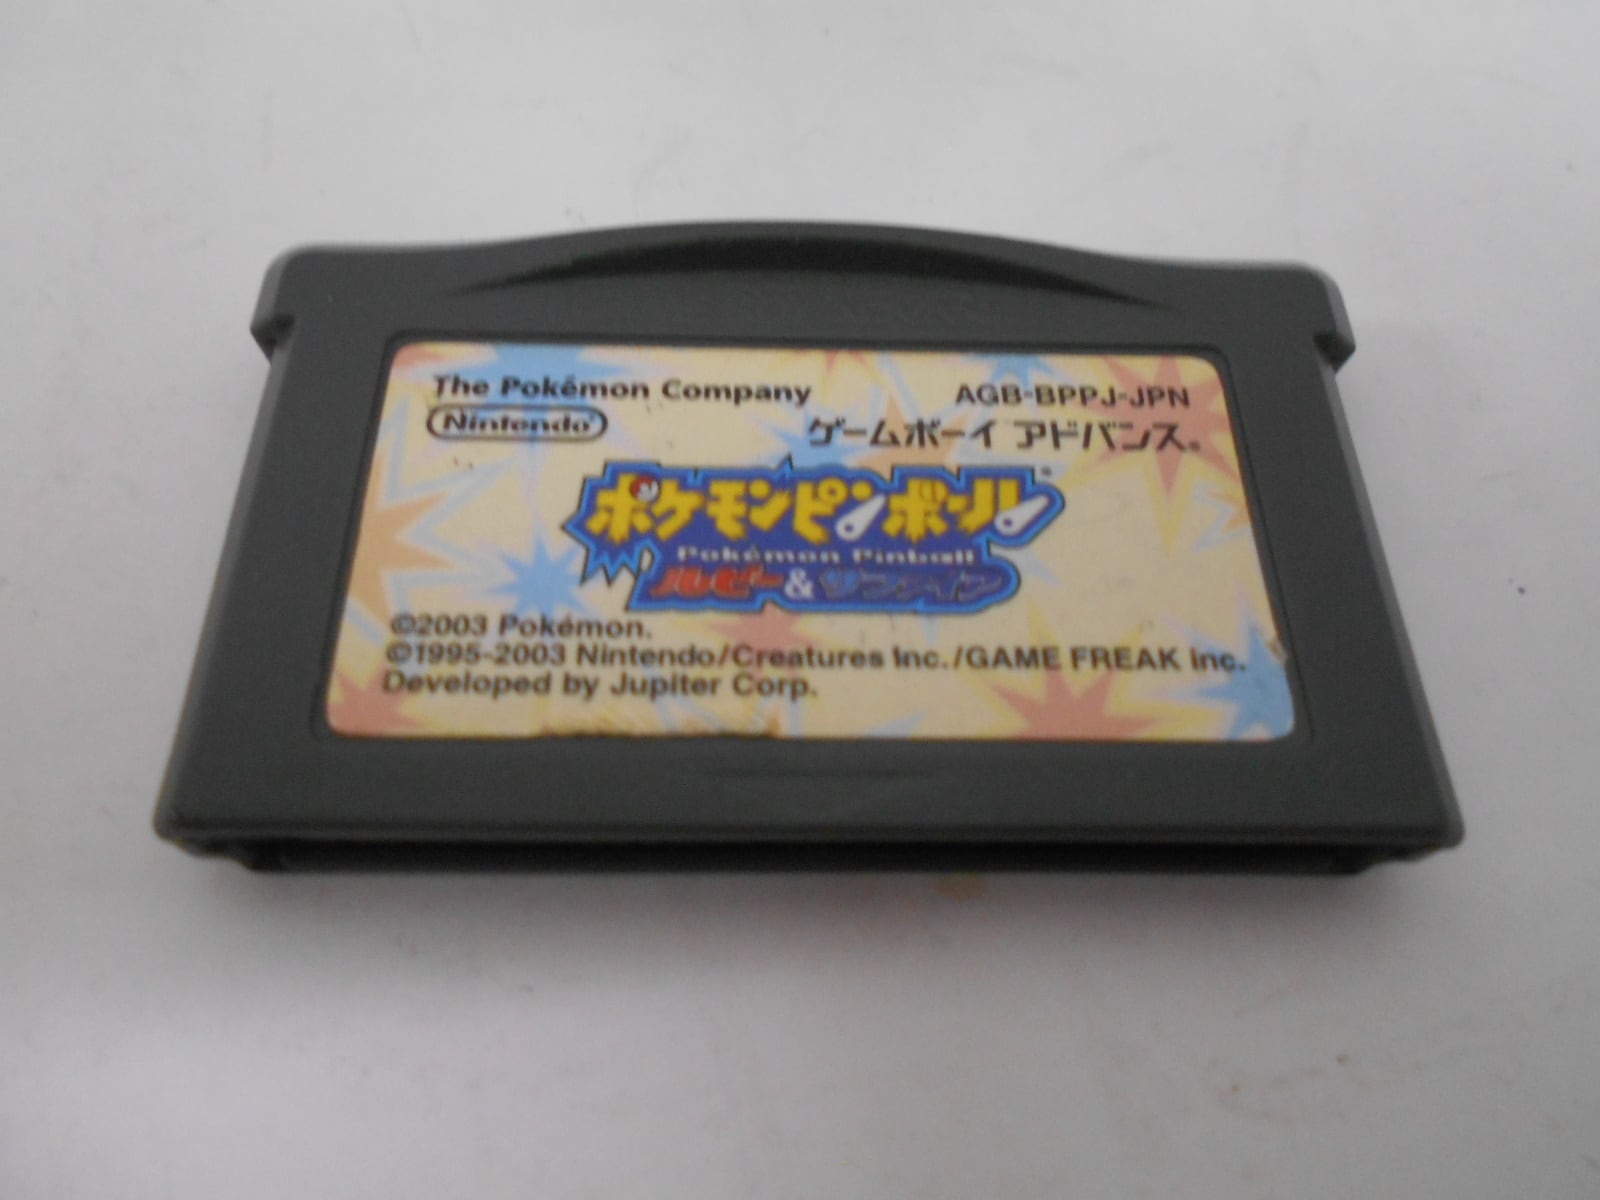 The Pokémon Company
AGB-BPPJ-JPN
Nintendo
ゲームボーイ アドバンス
ポケモンピンボール
Pokémon Pinball
ルビー&サファイア
©2003 Pokémon.
©1995-2003 Nintendo/Creatures Inc./GAME FREAK inc.
Developed by Jupiter Corp.